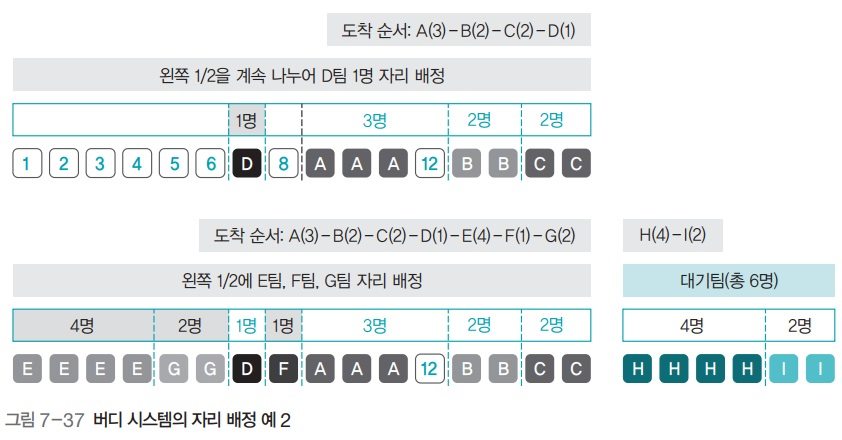 도착 순서: A(3)-B(2)-C(2)-D(1)
왼쪽 1/2을 계속 나누어 D팀 1명 자리 배정
1명 3명 2명 2명
1 2 3 4 5 6 D 8 A A A 12 B B C C
도착 순서: A(3)-B(2)-C(2)-D(1)-E(4)-F(1)-G(2) H(4)-I(2)
왼쪽 1/2에 E팀, F팀, G팀 자리 배정 대기팀(총 6명)
4명 2명 1명 1명 3명 2명 2명 4명 2명
E E E E G G D F A A A 12 B B C C H H H H I I
그림 7-37 버디 시스템의 자리 배정 예 2